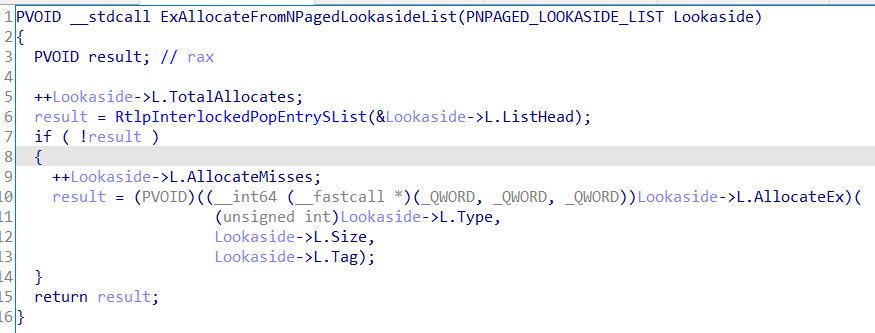 1 PVOID __stdcall ExAllocateFromNPagedLookasideList(PNPAGED_LOOKASIDE_LIST Lookaside)
2 {
3   PVOID result; // rax
4
5   ++Lookaside->L.TotalAllocates;
6   result = RtlpInterlockedPopEntrySList(&Lookaside->L.ListHead);
7   if ( !result )
8   {
9     ++Lookaside->L.AllocateMisses;
10     result = (PVOID)((__int64 (__fastcall *)(_QWORD, _QWORD, _QWORD))Lookaside->L.AllocateEx)(
11                       (unsigned int)Lookaside->L.Type,
12                       Lookaside->L.Size,
13                       Lookaside->L.Tag);
14   }
15   return result;
16 }